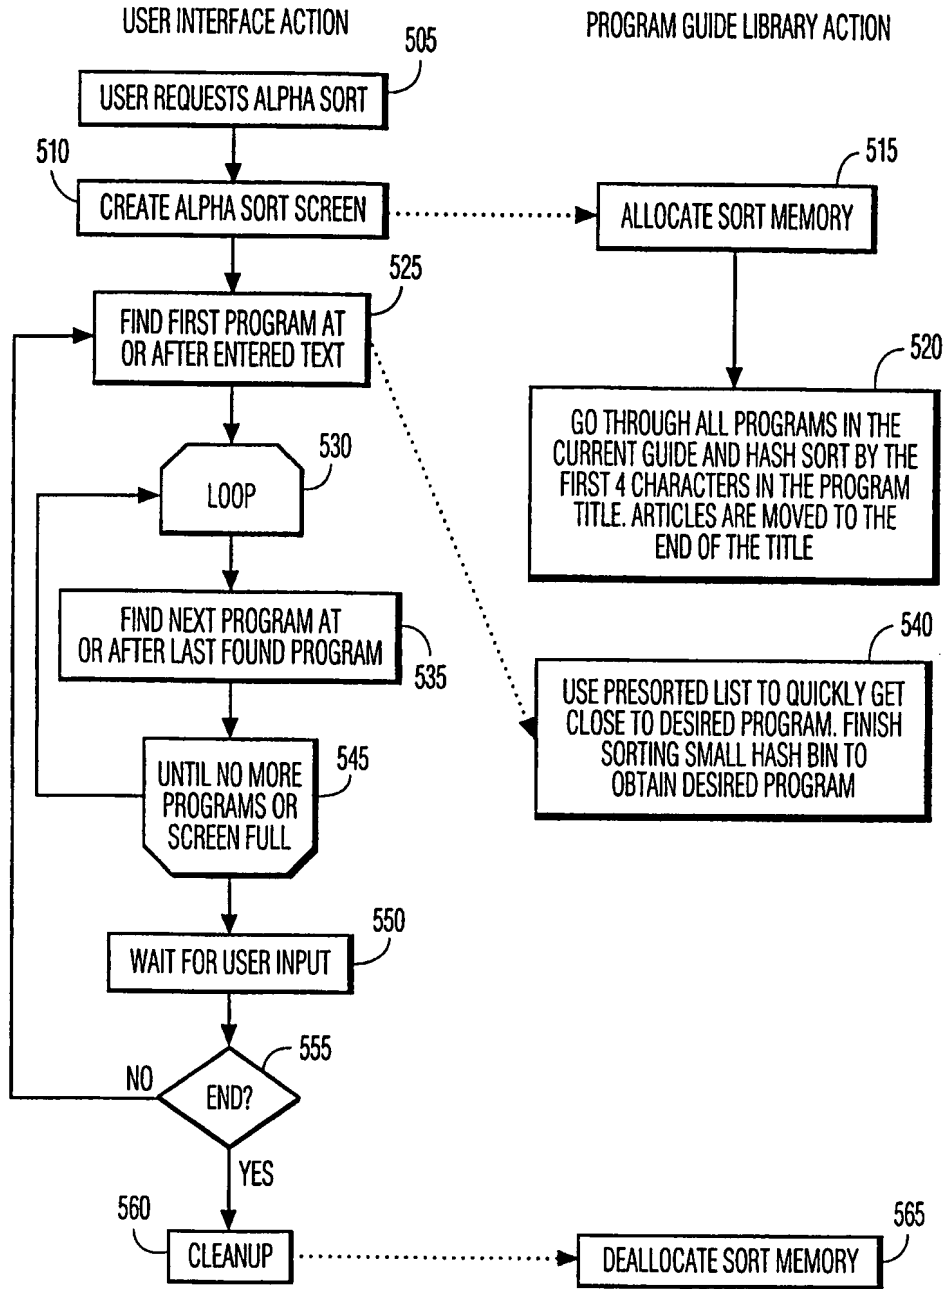 USER INTERFACE ACTION
PROGRAM GUIDE LIBRARY ACTION
505
USER REQUESTS ALPHA SORT
510
CREATE ALPHA SORT SCREEN
515
ALLOCATE SORT MEMORY
525
FIND FIRST PROGRAM AT
OR AFTER ENTERED TEXT
520
GO THROUGH ALL PROGRAMS IN THE
CURRENT GUIDE AND HASH SORT BY THE
FIRST 4 CHARACTERS IN THE PROGRAM
TITLE. ARTICLES ARE MOVED TO THE
END OF THE TITLE
530
LOOP
FIND NEXT PROGRAM AT
OR AFTER LAST FOUND PROGRAM
535
540
USE PRESORTED LIST TO QUICKLY GET
CLOSE TO DESIRED PROGRAM. FINISH
SORTING SMALL HASH BIN TO
OBTAIN DESIRED PROGRAM
545
UNTIL NO MORE
PROGRAMS OR
SCREEN FULL
550
WAIT FOR USER INPUT
555
END?
NO
YES
560
CLEANUP
565
DEALLOCATE SORT MEMORY